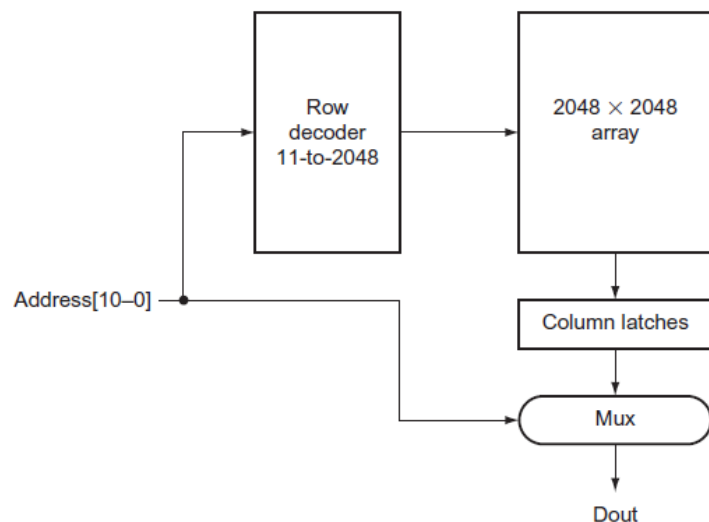 Row
decoder
11-to-2048
2048 × 2048
array
Address[10–0]
Column latches
Mux
Dout